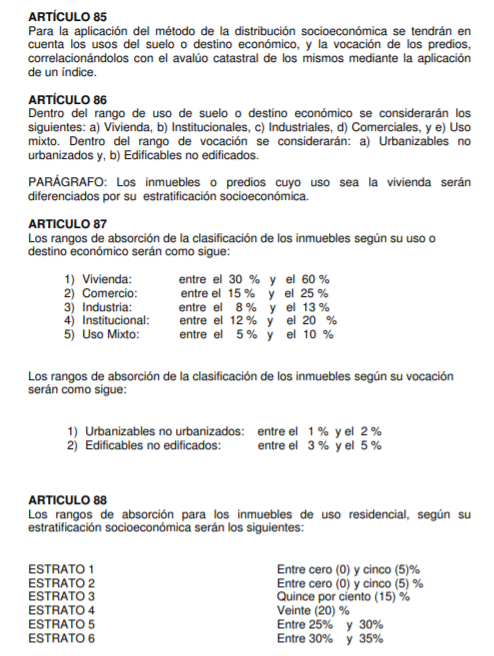 ARTÍCULO 85
Para la aplicación del método de la distribución socioeconómica se tendrán en
cuenta los usos del suelo o destino económico, y la vocación de los predios,
correlacionándolos con el avalúo catastral de los mismos mediante la aplicación
de un índice.
ARTÍCULO 86
Dentro del rango de uso de suelo o destino económico se considerarán los
siguientes: a) Vivienda, b) Institucionales, c) Industriales, d) Comerciales, y e) Uso
mixto. Dentro del rango de vocación se considerarán: a) Urbanizables no
urbanizados y, b) Edificables no edificados.
PARÁGRAFO: Los inmuebles o predios cuyo uso sea la vivienda serán
diferenciados por su estratificación socioeconómica.
ARTICULO 87
Los rangos de absorción de la clasificación de los inmuebles según su uso o
destino económico serán como sigue:
1) Vivienda: entre el 30 % y el 60 %
2) Comercio: entre el 15 % y el 25 %
3) Industria: entre el 8 % y el 13 %
4) Institucional: entre el 12 % y el 20 %
5) Uso Mixto: entre el 5 % y el 10 %
Los rangos de absorción de la clasificación de los inmuebles según su vocación
serán como sigue:
1) Urbanizables no urbanizados: entre el 1 % y el 2 %
2) Edificables no edificados: entre el 3 % y el 5 %
ARTICULO 88
Los rangos de absorción para los inmuebles de uso residencial, según su
estratificación socioeconómica serán los siguientes:
ESTRATO 1 Entre cero (0) y cinco (5)%
ESTRATO 2 Entre cero (0) y cinco (5) %
ESTRATO 3 Quince por ciento (15) %
ESTRATO 4 Veinte (20) %
ESTRATO 5 Entre 25% y 30%
ESTRATO 6 Entre 30% y 35%